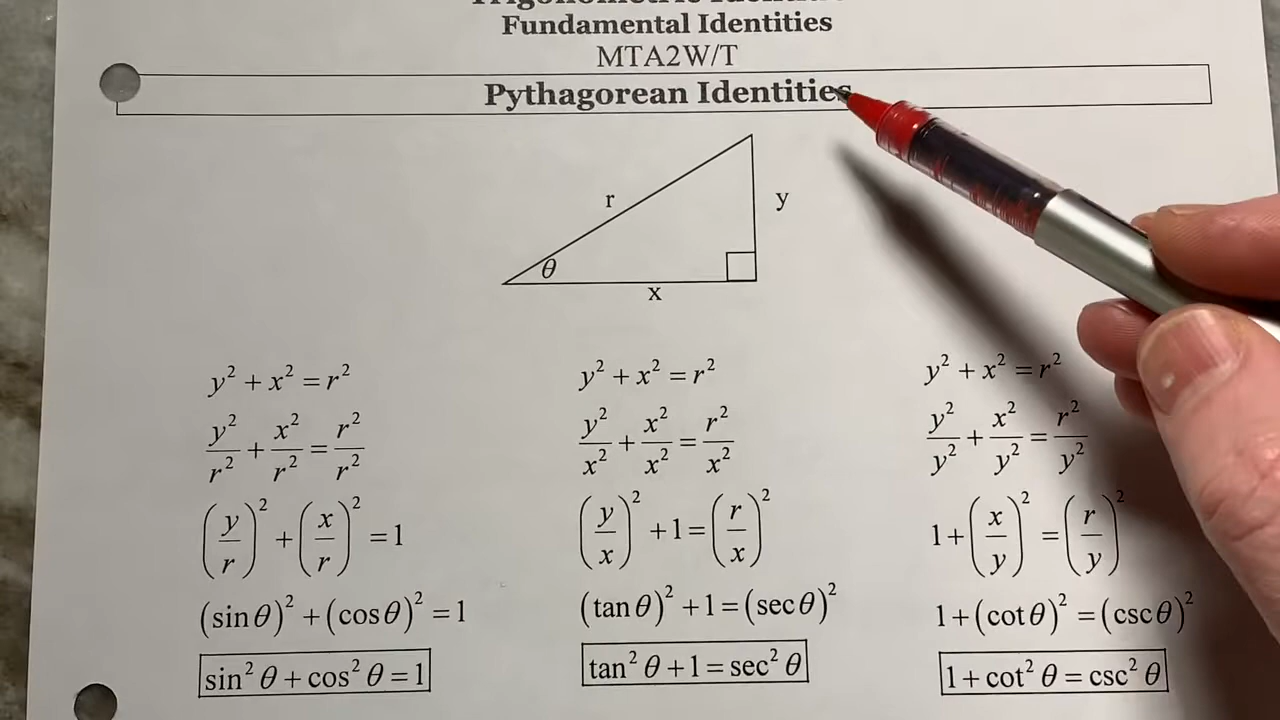 Trigonometric Identities
Fundamental Identities
MTA2W/T
Pythagorean Identities
r
y
θ
x
y² + x² = r²
y²/r² + x²/r² = r²/r²
(y/r)² + (x/r)² = 1
(sin θ)² + (cos θ)² = 1
sin² θ + cos² θ = 1
y² + x² = r²
y²/x² + x²/x² = r²/x²
(y/x)² + 1 = (r/x)²
(tan θ)² + 1 = (sec θ)²
tan² θ + 1 = sec² θ
y² + x² = r²
y²/y² + x²/y² = r²/y²
1 + (x/y)² = (r/y)²
1 + (cot θ)² = (csc θ)²
1 + cot² θ = csc² θ